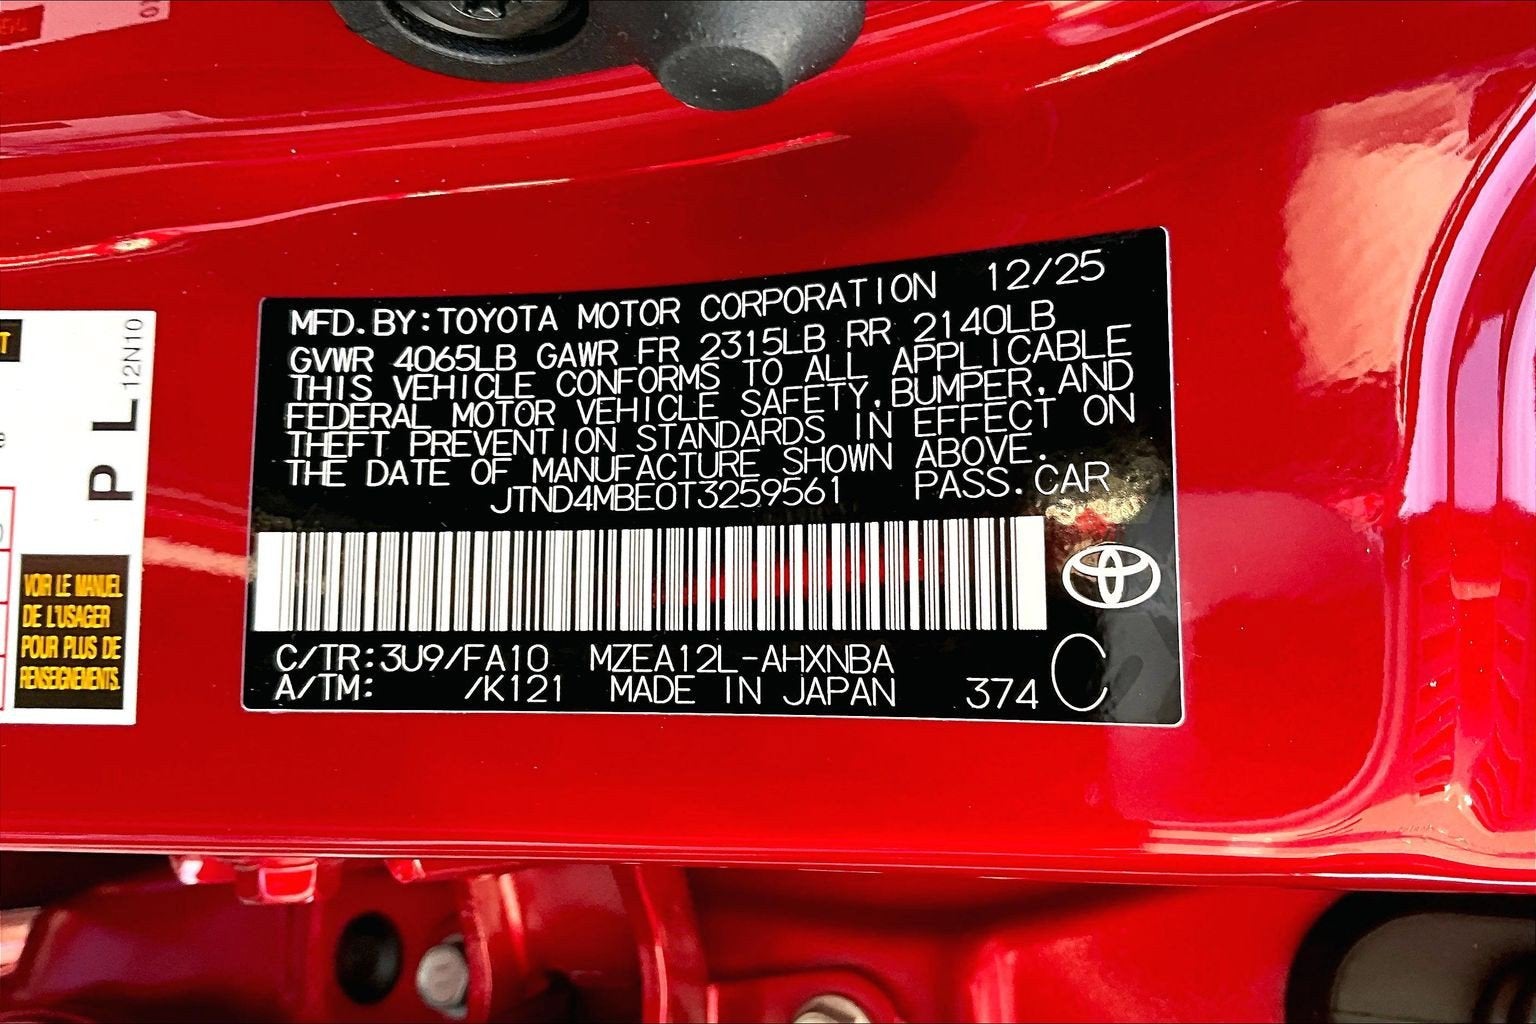 MFD.BY:TOYOTA MOTOR CORPORATION 12/25
GVWR 4065LB GAWR FR 2315LB RR 2140LB
THIS VEHICLE CONFORMS TO ALL APPLICABLE
FEDERAL MOTOR VEHICLE SAFETY,BUMPER,AND
THEFT PREVENTION STANDARDS IN EFFECT ON
THE DATE OF MANUFACTURE SHOWN ABOVE.
JTND4MBE0T3259561 PASS.CAR
C/TR:3U9/FA10 MZEA12L-AHXNBA
A/TM: /K121 MADE IN JAPAN 374 C
P L 12N10
VOIR LE MANUEL
DE L'USAGER
POUR PLUS DE
RENSEIGNEMENTS.